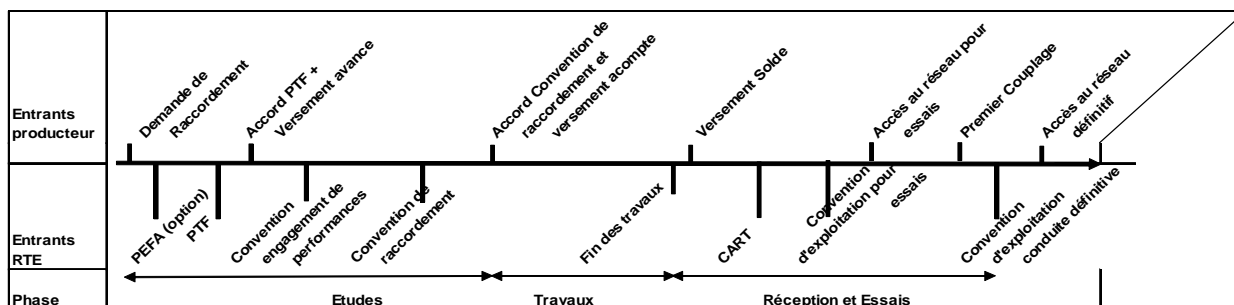 Entrants
producteur
Demande de
Raccordement
Accord PTF +
Versement avance
Accord Convention de
raccordement et
versement acompte
Versement Solde
Accès au réseau pour
essais
Premier Couplage
Accès au réseau
définitif
Entrants
RTE
PEFA (option)
PTF
Convention
engagement de
performances
Convention de
raccordement
Fin des travaux
CART
Convention
d'exploitation pour
essais
Convention
d'exploitation
conduite définitive
Phase
Etudes
Travaux
Réception et Essais